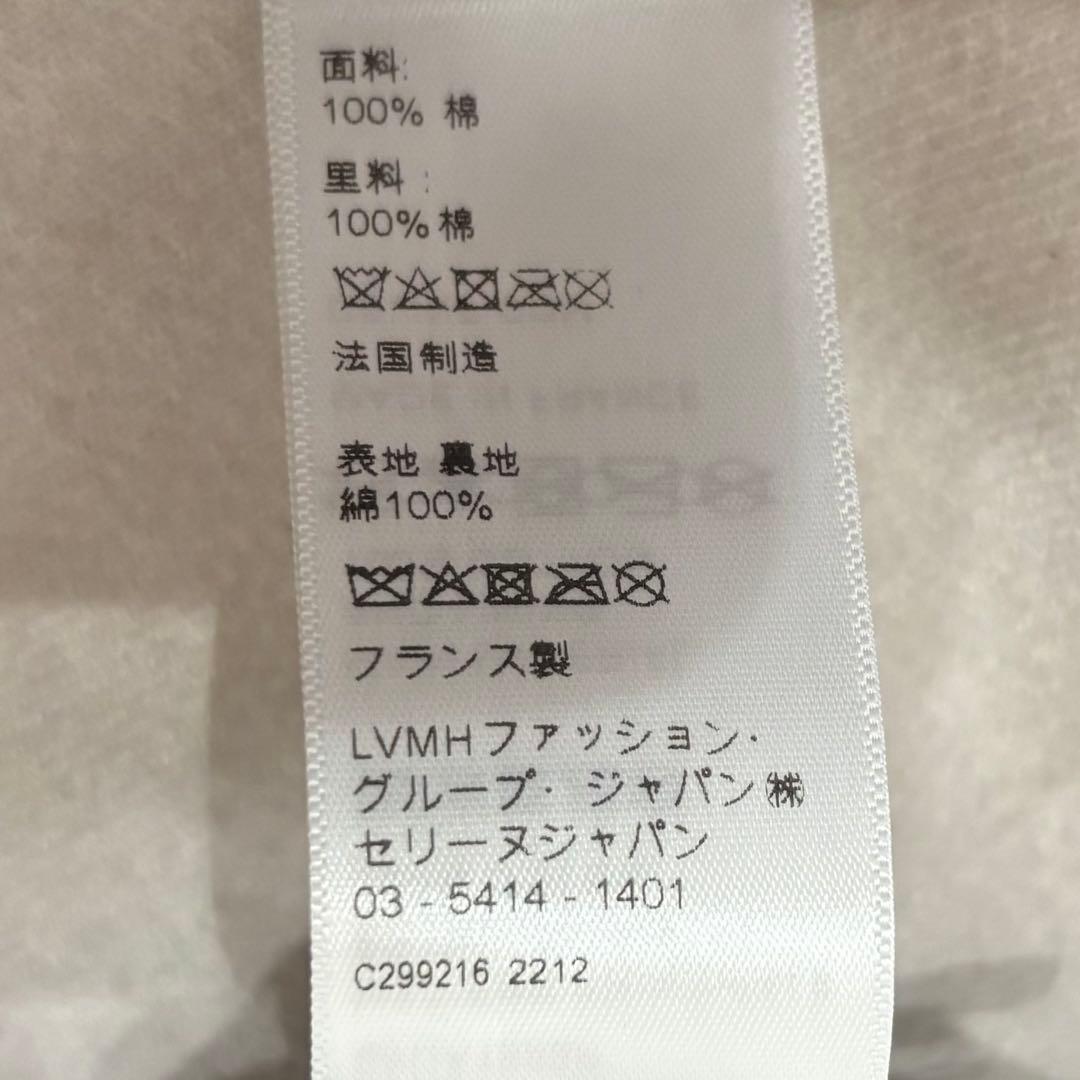 面料:
100% 棉
里料 :
100% 棉
法国制造
表地 裏地
綿100%
フランス製
LVMHファッション・
グループ・ジャパン㈱
セリーヌジャパン
03 - 5414 - 1401
C299216 2212